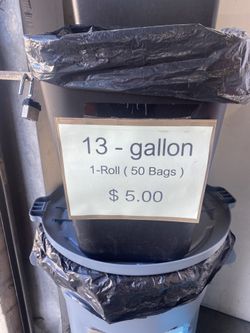 13 - gallon
1-Roll ( 50 Bags )
$ 5.00